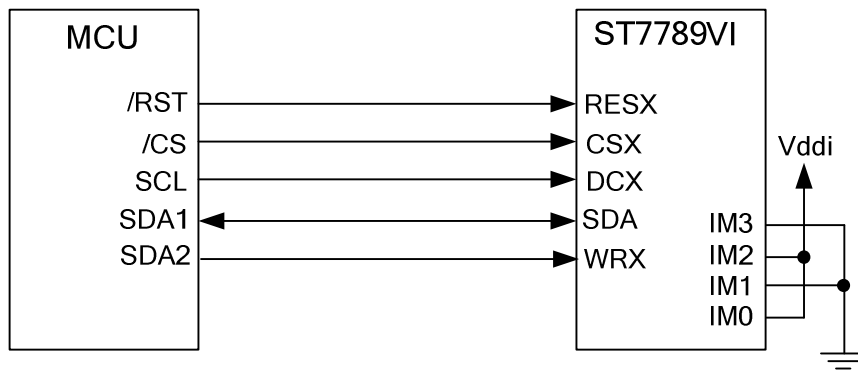 MCU
ST7789VI
/RST
RESX
/CS
CSX
Vddi
SCL
DCX
SDA1
SDA
IM3
SDA2
WRX
IM2
IM1
IM0